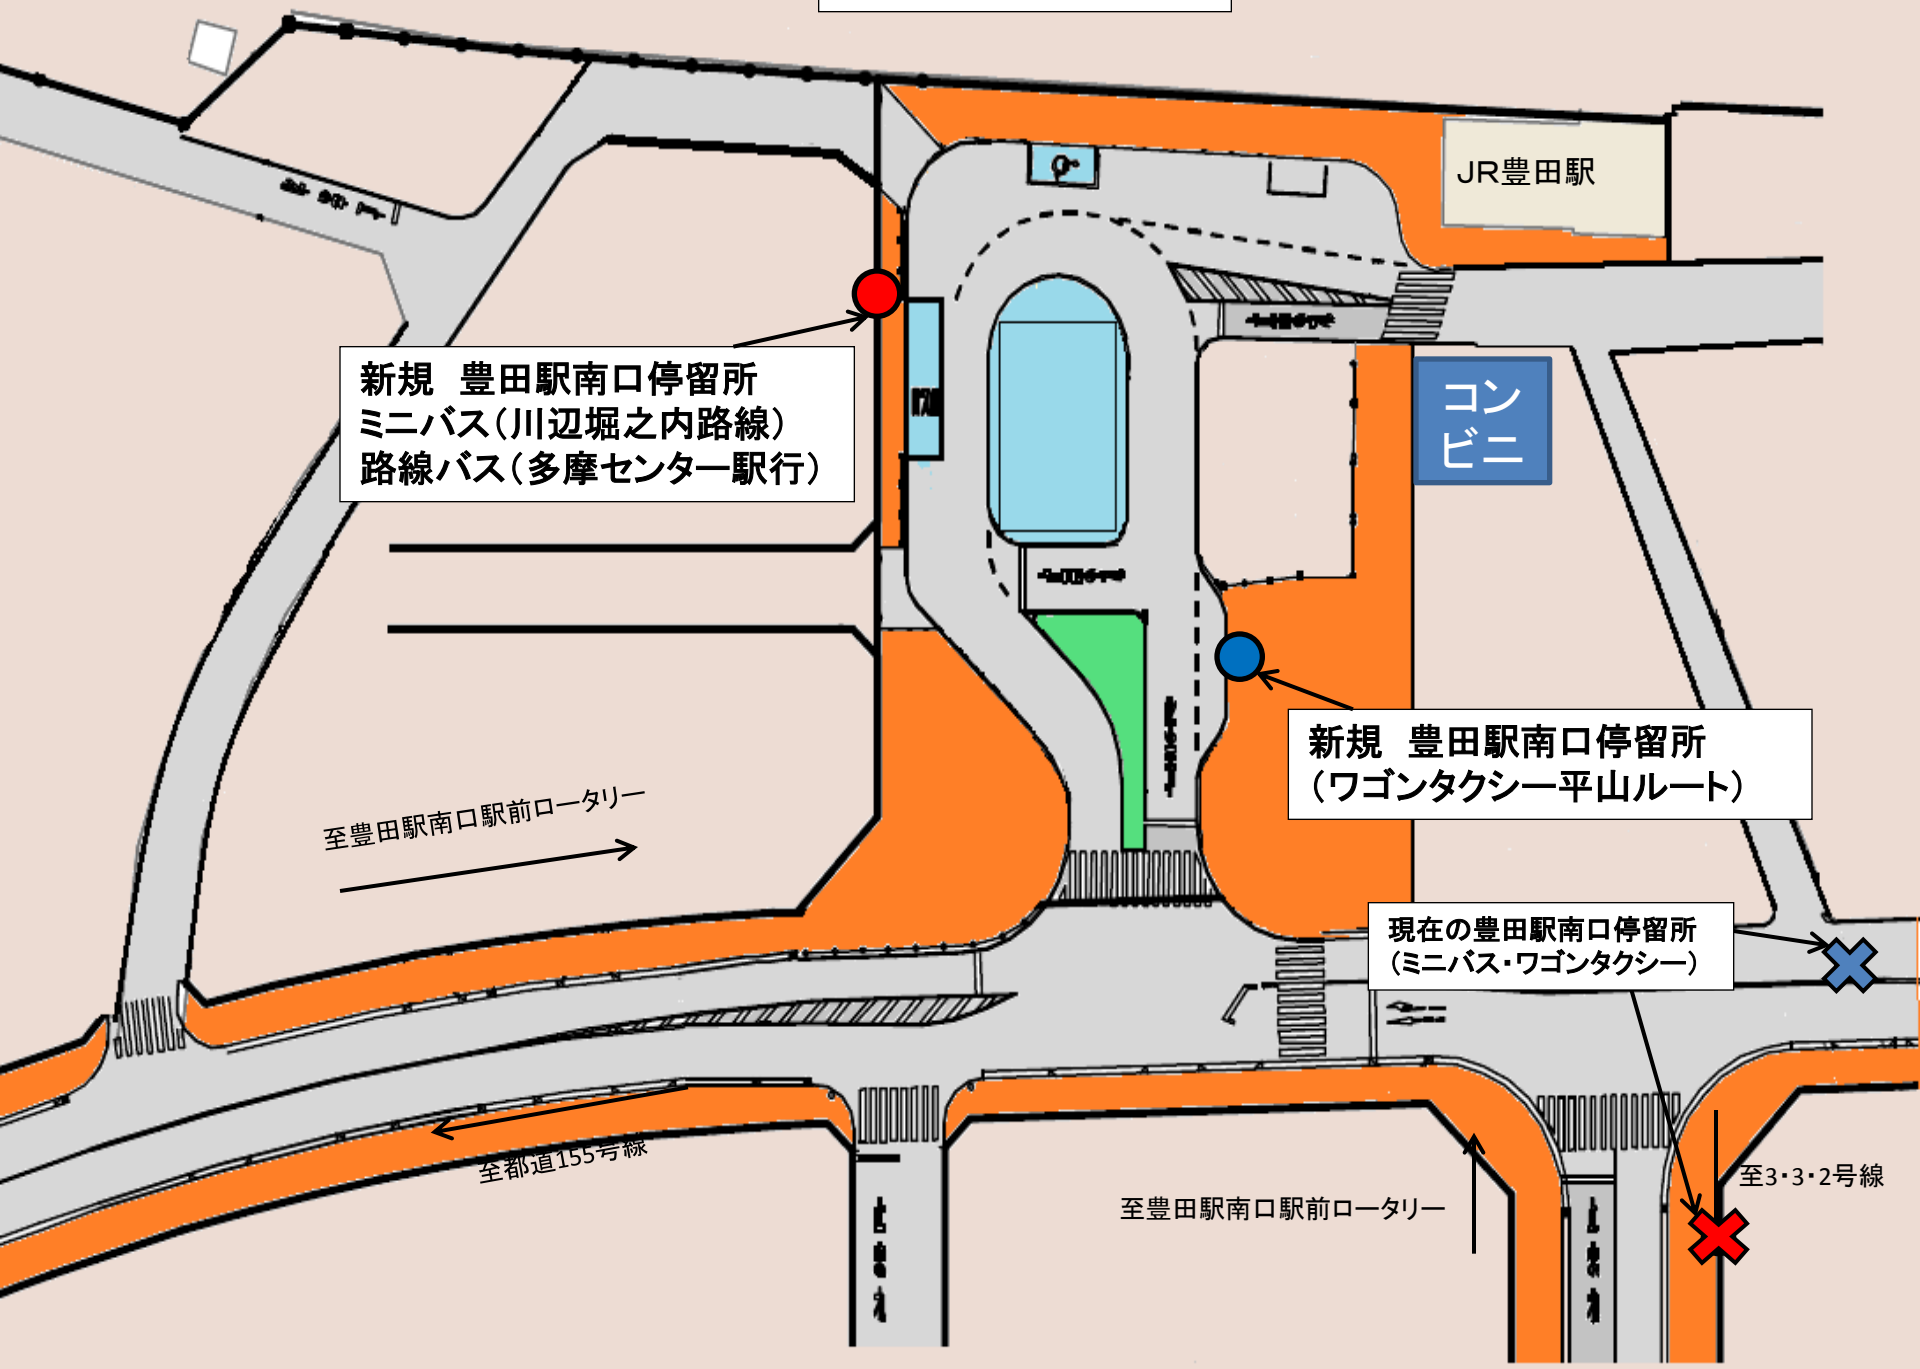 JR豊田駅
新規　豊田駅南口停留所
ミニバス（川辺堀之内路線）
路線バス（多摩センター駅行）
コン
ビニ
新規　豊田駅南口停留所
（ワゴンタクシー平山ルート）
至豊田駅南口駅前ロータリー
現在の豊田駅南口停留所
（ミニバス・ワゴンタクシー）
至都道155号線
至豊田駅南口駅前ロータリー
至3・3・2号線